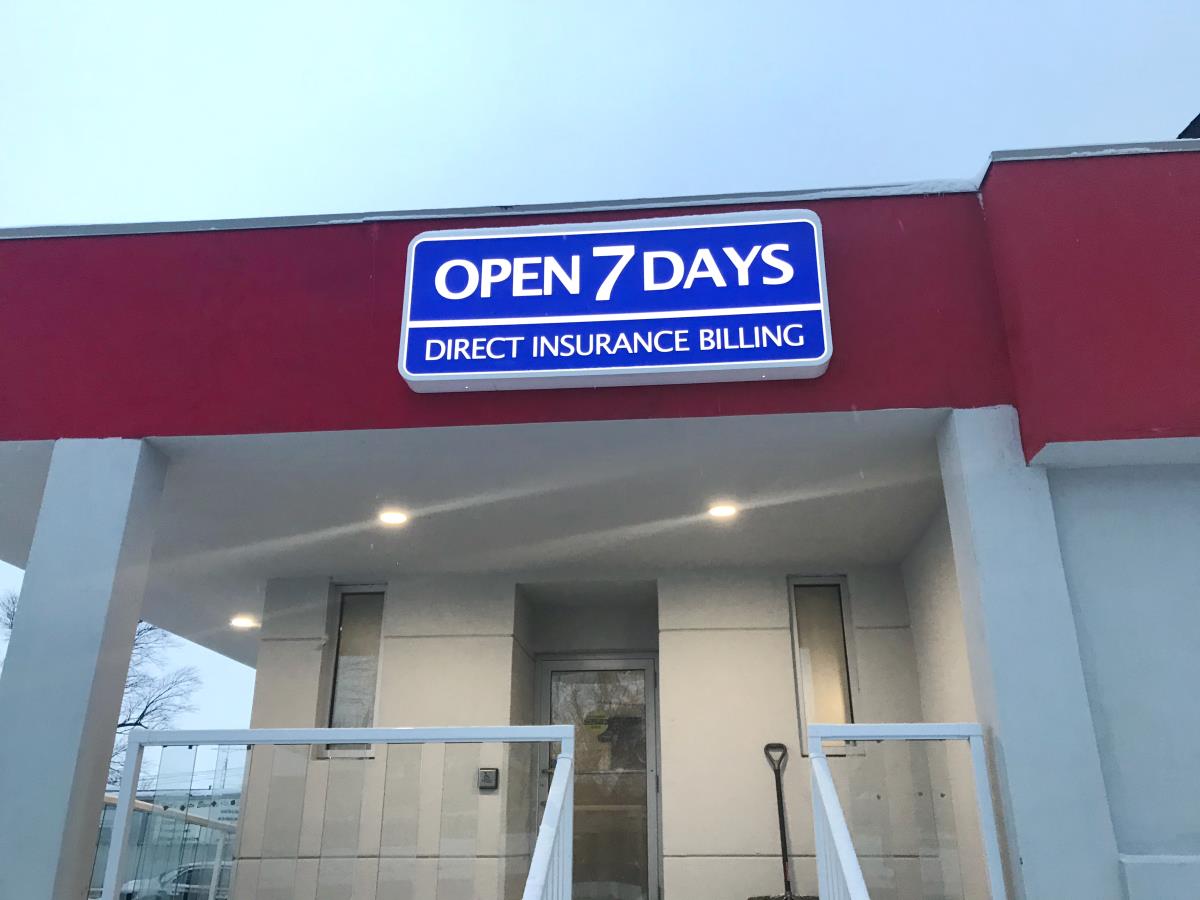 OPEN 7 DAYS
DIRECT INSURANCE BILLING